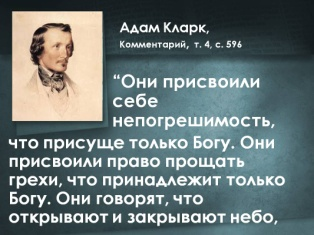 Адам Кларк,
Комментарий, т. 4, с. 596
“Они присвоили
себе
непогрешимость,
что присуще только Богу. Они
присвоили право прощать
грехи, что принадлежит только
Богу. Они говорят, что
открывают и закрывают небо,